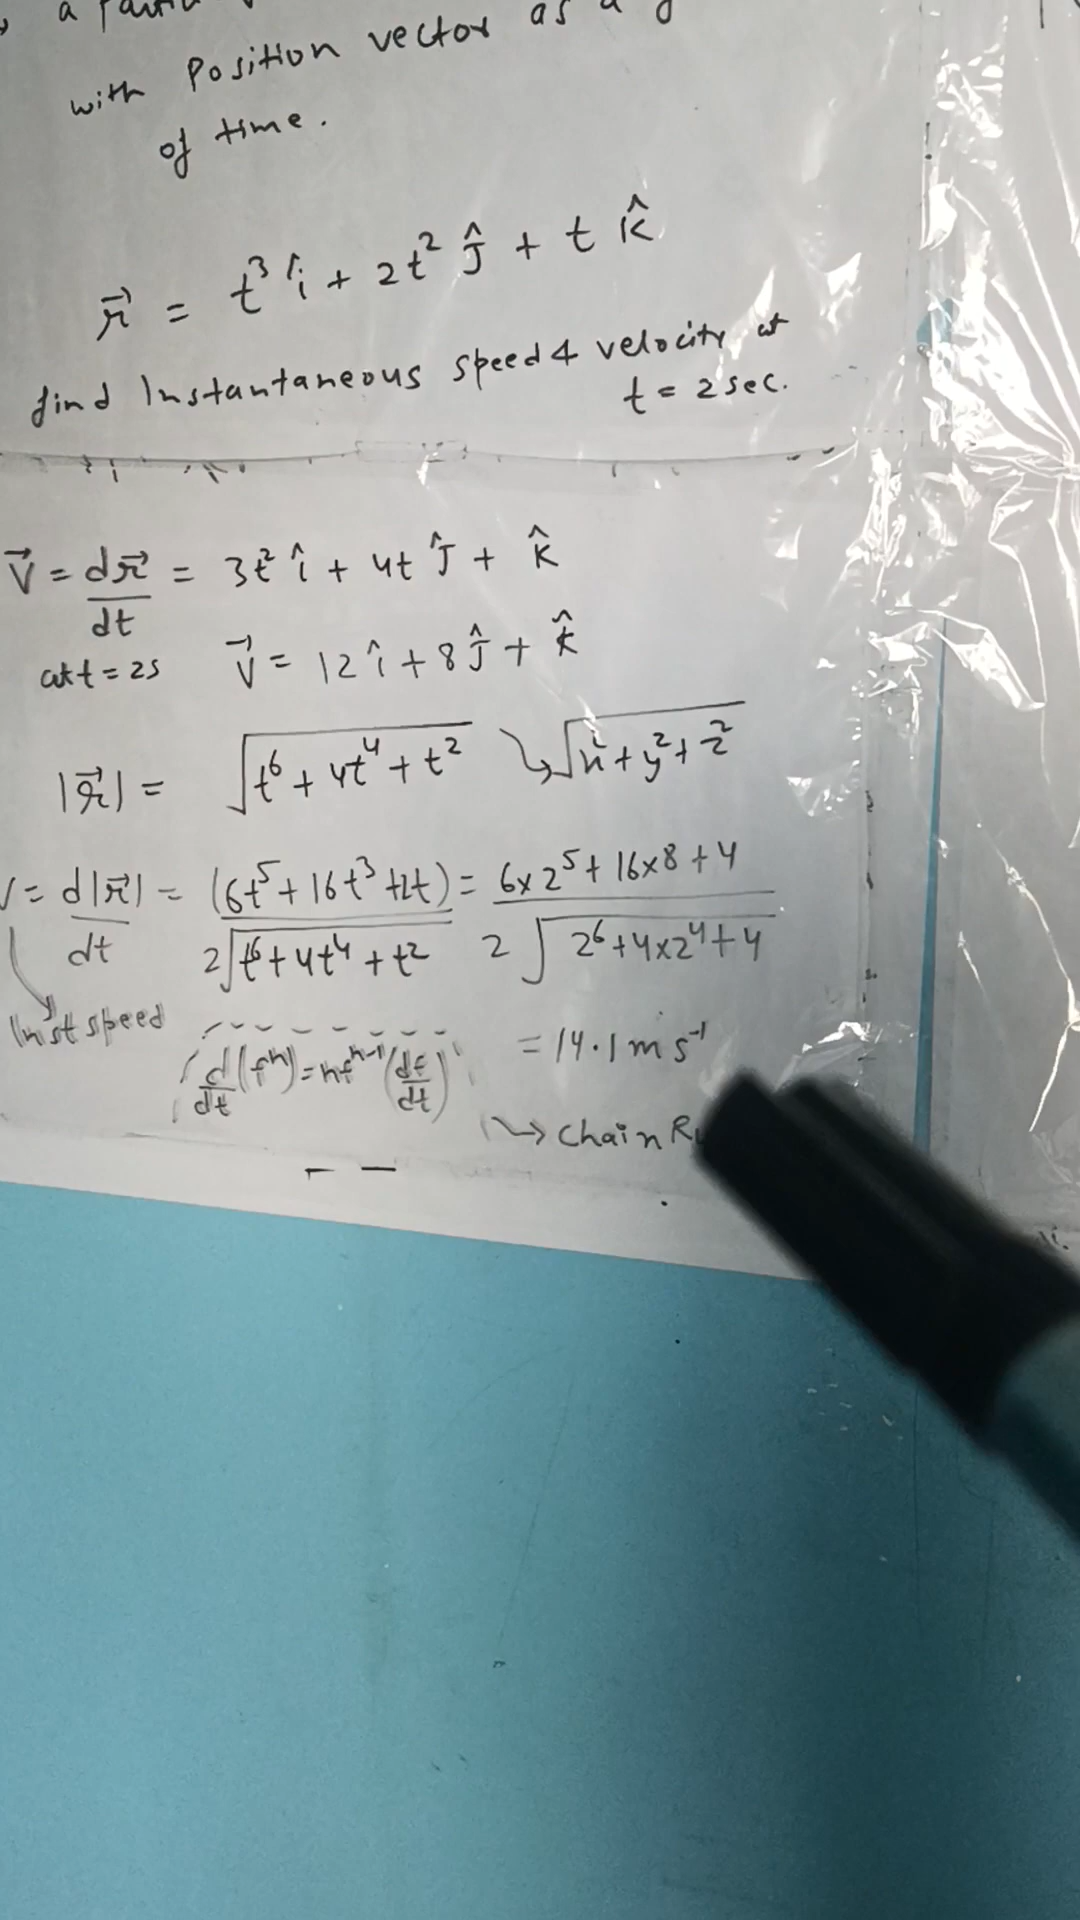 with Position vector as a
of time.
r⃗ = t³ î + 2t² ĵ + t k̂
find Instantaneous speed & velocity at
t = 2 sec.
v⃗ = dr⃗/dt = 3t² î + 4t ĵ + k̂
at t = 2s v⃗ = 12 î + 8 ĵ + k̂
|r⃗| = √(t⁶ + 4t⁴ + t²) ↳ √(x² + y² + z²)
V = d|r⃗|/dt = (6t⁵ + 16t³ + 2t)/(2√(t⁶ + 4t⁴ + t²)) = (6×2⁵ + 16×8 + 4)/(2√(2⁶ + 4×2⁴ + 4))
Inst speed
d/dt (fⁿ) = nfⁿ⁻¹ (df/dt)
= 14.1 m s⁻¹
↳ Chain